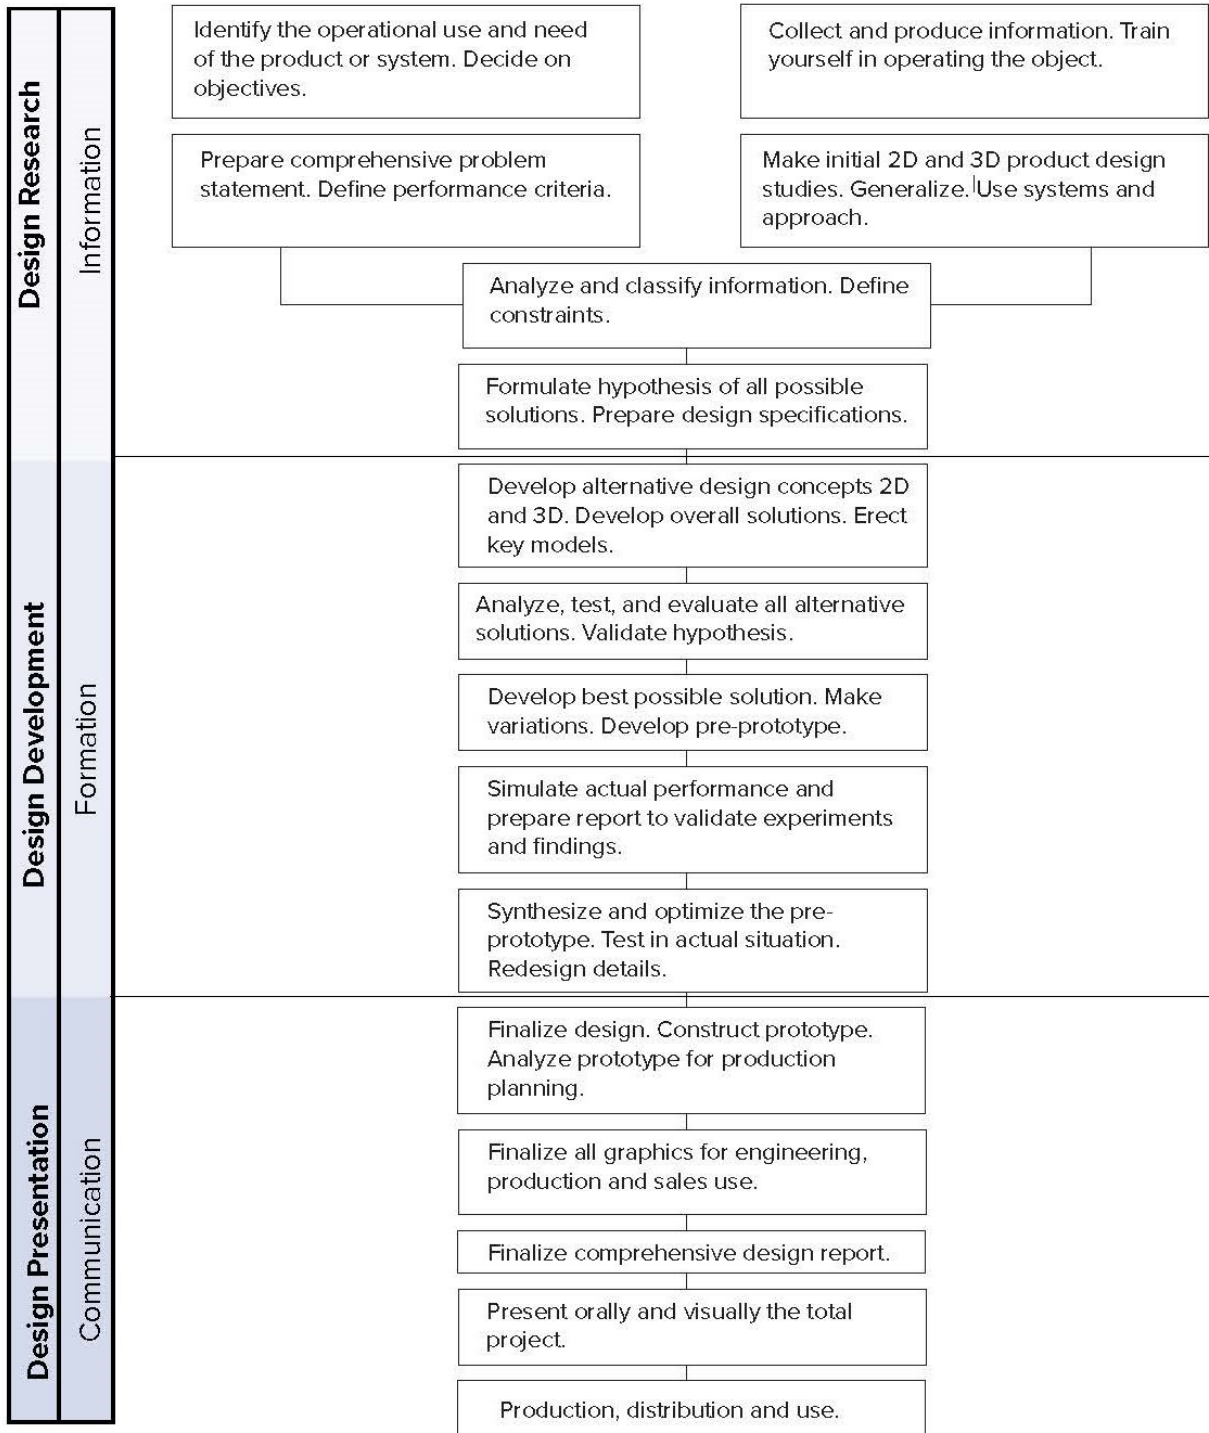 Design Research
Information
Identify the operational use and need
of the product or system. Decide on
objectives.
Collect and produce information. Train
yourself in operating the object.
Prepare comprehensive problem
statement. Define performance criteria.
Make initial 2D and 3D product design
studies. Generalize. Use systems and
approach.
Analyze and classify information. Define
constraints.
Formulate hypothesis of all possible
solutions. Prepare design specifications.
Design Development
Formation
Develop alternative design concepts 2D
and 3D. Develop overall solutions. Erect
key models.
Analyze, test, and evaluate all alternative
solutions. Validate hypothesis.
Develop best possible solution. Make
variations. Develop pre-prototype.
Simulate actual performance and
prepare report to validate experiments
and findings.
Synthesize and optimize the pre-
prototype. Test in actual situation.
Redesign details.
Design Presentation
Communication
Finalize design. Construct prototype.
Analyze prototype for production
planning.
Finalize all graphics for engineering,
production and sales use.
Finalize comprehensive design report.
Present orally and visually the total
project.
Production, distribution and use.